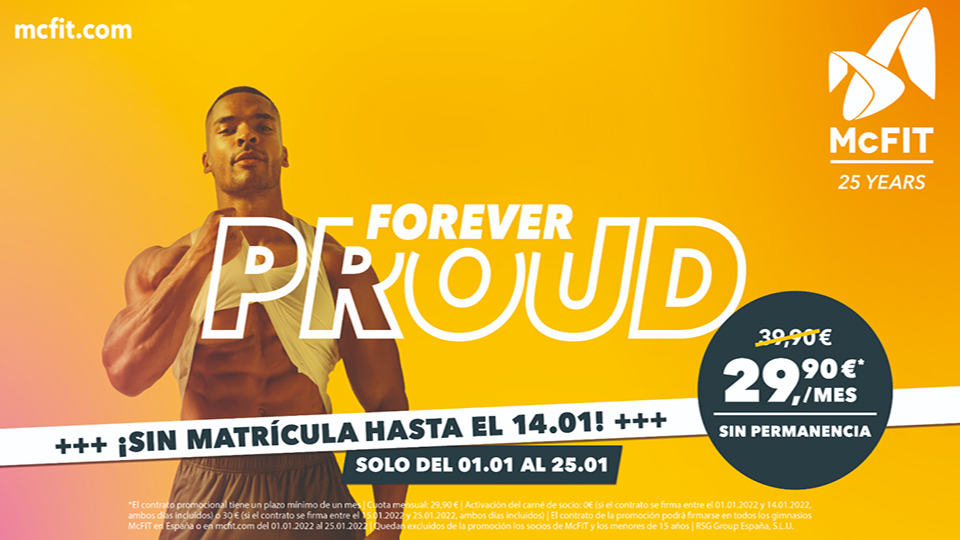 mcfit.com
McFIT
25 YEARS
FOREVER
PROUD
39,90 €
29,90 €*
/MES
SIN PERMANENCIA
+++ ¡SIN MATRÍCULA HASTA EL 14.01! +++
SOLO DEL 01.01 AL 25.01
*El contrato promocional tiene un plazo mínimo de un mes | Cuota mensual: 29,90 € | Activación del carné de socio: 0€ (si el contrato se firma entre el 01.01.2022 y 14.01.2022,
ambos días incluidos) o 30 € (si el contrato se firma entre el 15.01.2022 y 25.01.2022, ambos días incluidos) | El contrato de la promoción podrá firmarse en todos los gimnasios
McFIT en España o en mcfit.com del 01.01.2022 al 25.01.2022 | Quedan excluidos de la promoción los socios de McFIT y los menores de 15 años | RSG Group España, S.L.U.